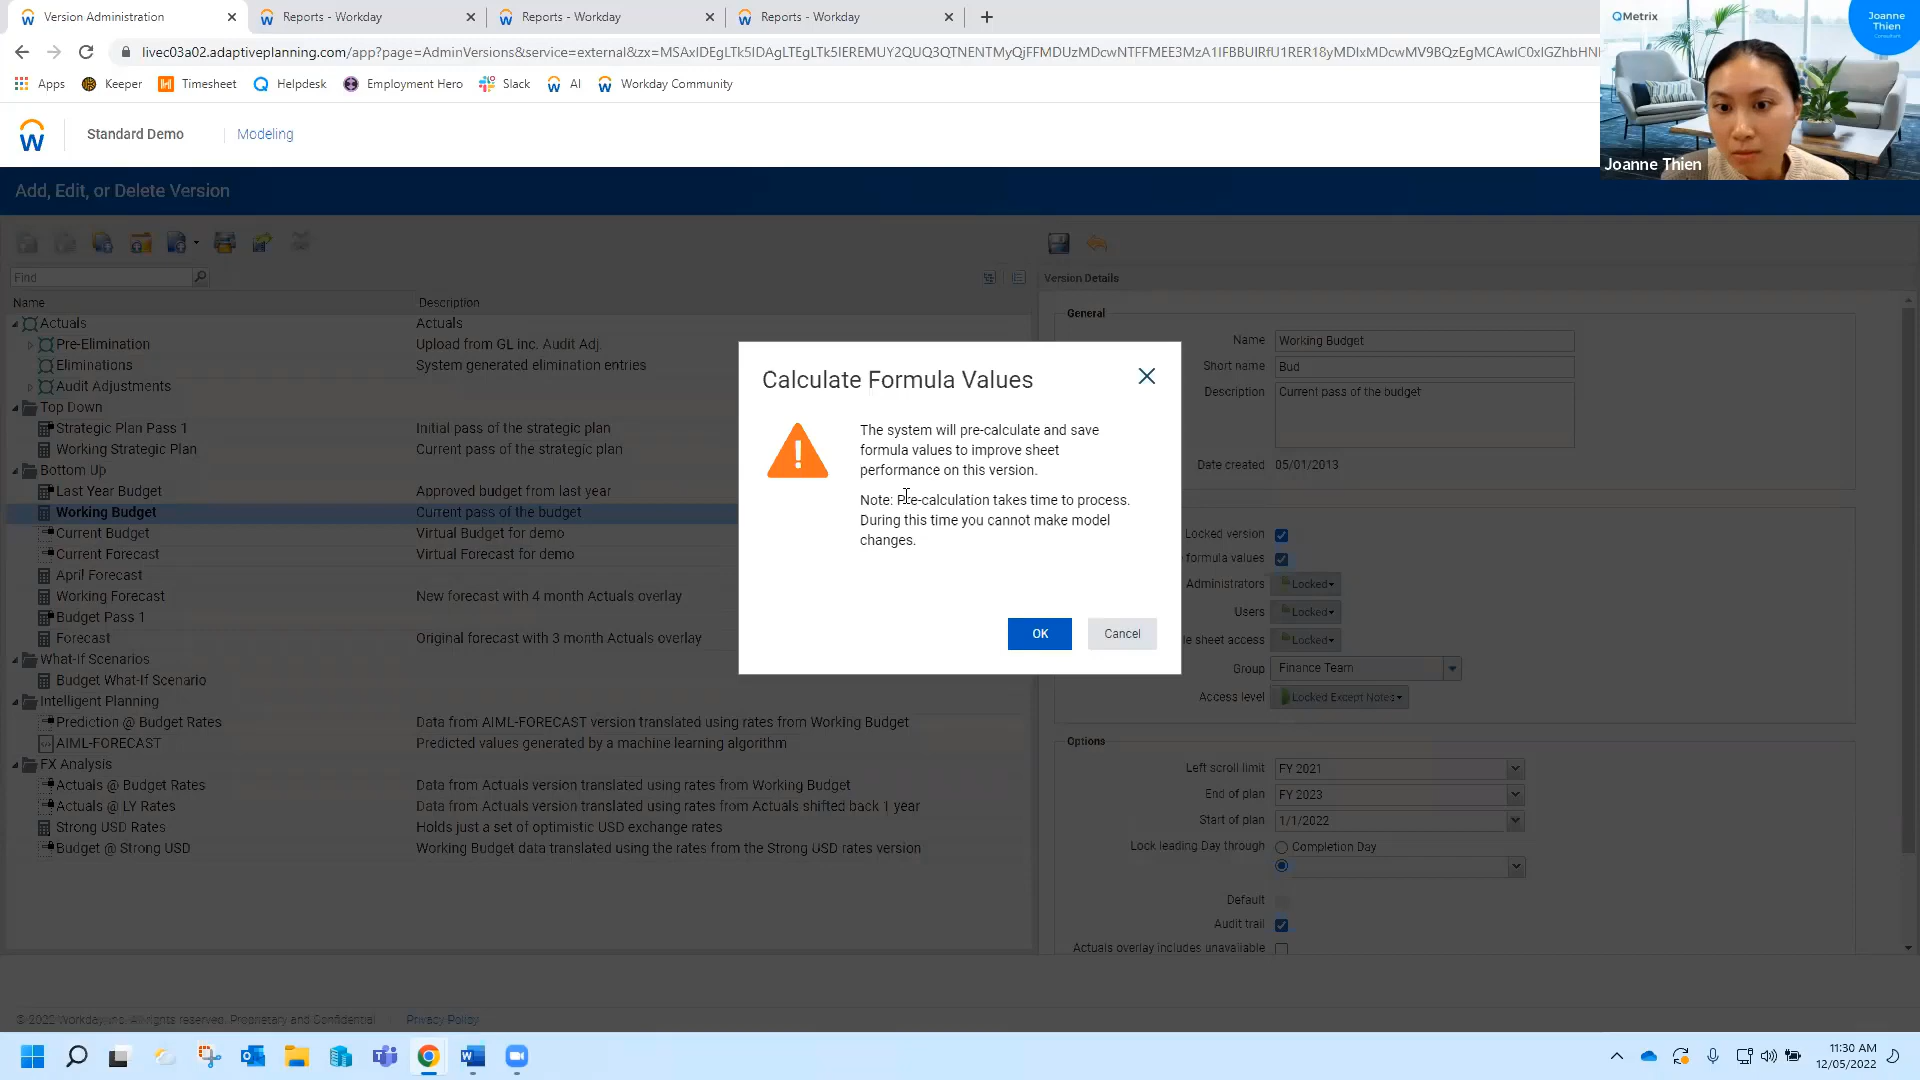 Version Administration
Reports - Workday
Reports - Workday
Reports - Workday
Apps
Keeper
Timesheet
Helpdesk
Employment Hero
Slack
AI
Workday Community
QMetrix
Joanne
Thien
Joanne Thien
Standard Demo
Modeling
Add, Edit, or Delete Version
Find
Version Details
Name
Description
Actuals
Actuals
Pre-Elimination
Upload from GL inc. Audit Adj.
Eliminations
System generated elimination entries
Audit Adjustments
Top Down
Strategic Plan Pass 1
Initial pass of the strategic plan
Working Strategic Plan
Current pass of the strategic plan
Bottom Up
Last Year Budget
Approved budget from last year
Working Budget
Current pass of the budget
Current Budget
Virtual Budget for demo
Current Forecast
Virtual Forecast for demo
April Forecast
Working Forecast
New forecast with 4 month Actuals overlay
Budget Pass 1
Forecast
Original forecast with 3 month Actuals overlay
What-If Scenarios
Budget What-If Scenario
Intelligent Planning
Prediction @ Budget Rates
Data from AIML-FORECAST version translated using rates from Working Budget
AIML-FORECAST
Predicted values generated by a machine learning algorithm
FX Analysis
Actuals @ Budget Rates
Data from Actuals version translated using rates from Working Budget
Actuals @ LY Rates
Data from Actuals version translated using rates from Actuals shifted back 1 year
Strong USD Rates
Holds just a set of optimistic USD exchange rates
Budget @ Strong USD
Working Budget data translated using the rates from the Strong USD rates version
Calculate Formula Values
The system will pre-calculate and save
formula values to improve sheet
performance on this version.
Note: Pre-calculation takes time to process.
During this time you cannot make model
changes.
OK
Cancel
General
Name
Working Budget
Short name
Bud
Description
Current pass of the budget
Date created
05/01/2013
Locked version
formula values
Administrators
Locked
Users
Locked
le sheet access
Locked
Group
Finance Team
Access level
Locked Except Notes
Options
Left scroll limit
FY 2021
End of plan
FY 2023
Start of plan
1/1/2022
Lock leading Day through
Completion Day
Default
Audit trail
Actuals overlay includes unavailable
Privacy Policy
11:30 AM
12/05/2022